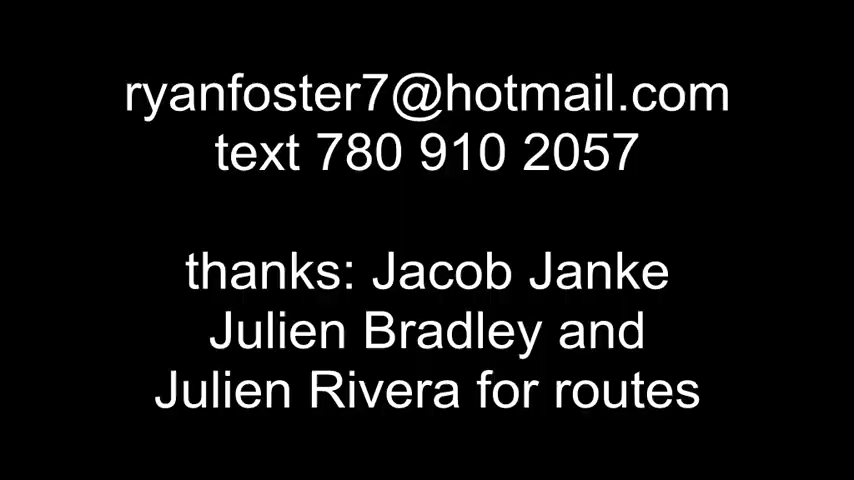 ryanfoster7@hotmail.com
text 780 910 2057
thanks: Jacob Janke
Julien Bradley and
Julien Rivera for routes